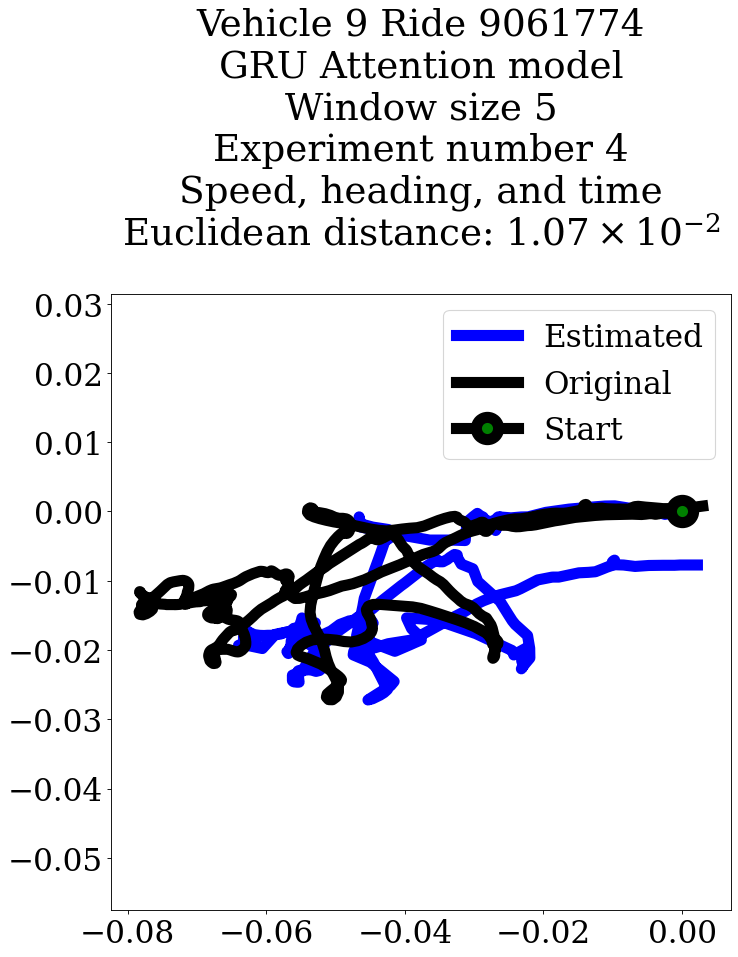 Vehicle 9 Ride 9061774
GRU Attention model
Window size 5
Experiment number 4
Speed, heading, and time
Euclidean distance: 1.07 × 10⁻²
Estimated
Original
Start
0.03
0.02
0.01
0.00
−0.01
−0.02
−0.03
−0.04
−0.05
−0.08 −0.06 −0.04 −0.02 0.00